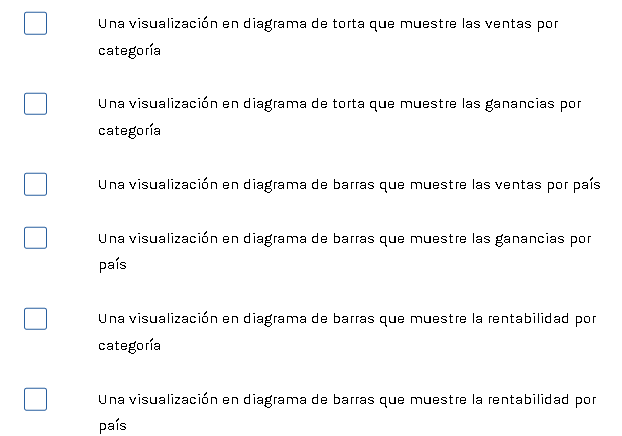 Una visualización en diagrama de torta que muestre las ventas por
categoría
Una visualización en diagrama de torta que muestre las ganancias por
categoría
Una visualización en diagrama de barras que muestre las ventas por país
Una visualización en diagrama de barras que muestre las ganancias por
país
Una visualización en diagrama de barras que muestre la rentabilidad por
categoría
Una visualización en diagrama de barras que muestre la rentabilidad por
país